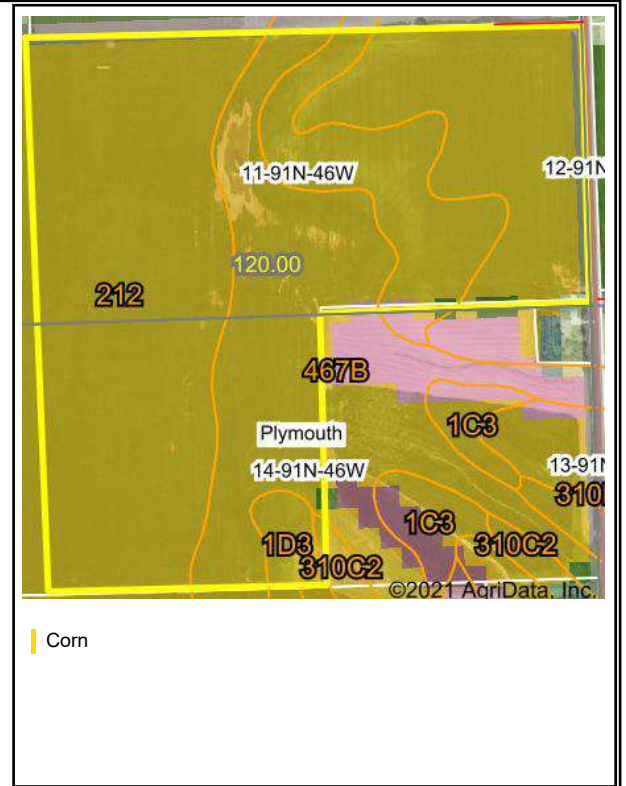 11-91N-46W
12-91N
120.00
212
467B
Plymouth
1C3
14-91N-46W
13-91N
310
1C3
1D3
310C2
310C2
©2021 AgriData, Inc.
Corn